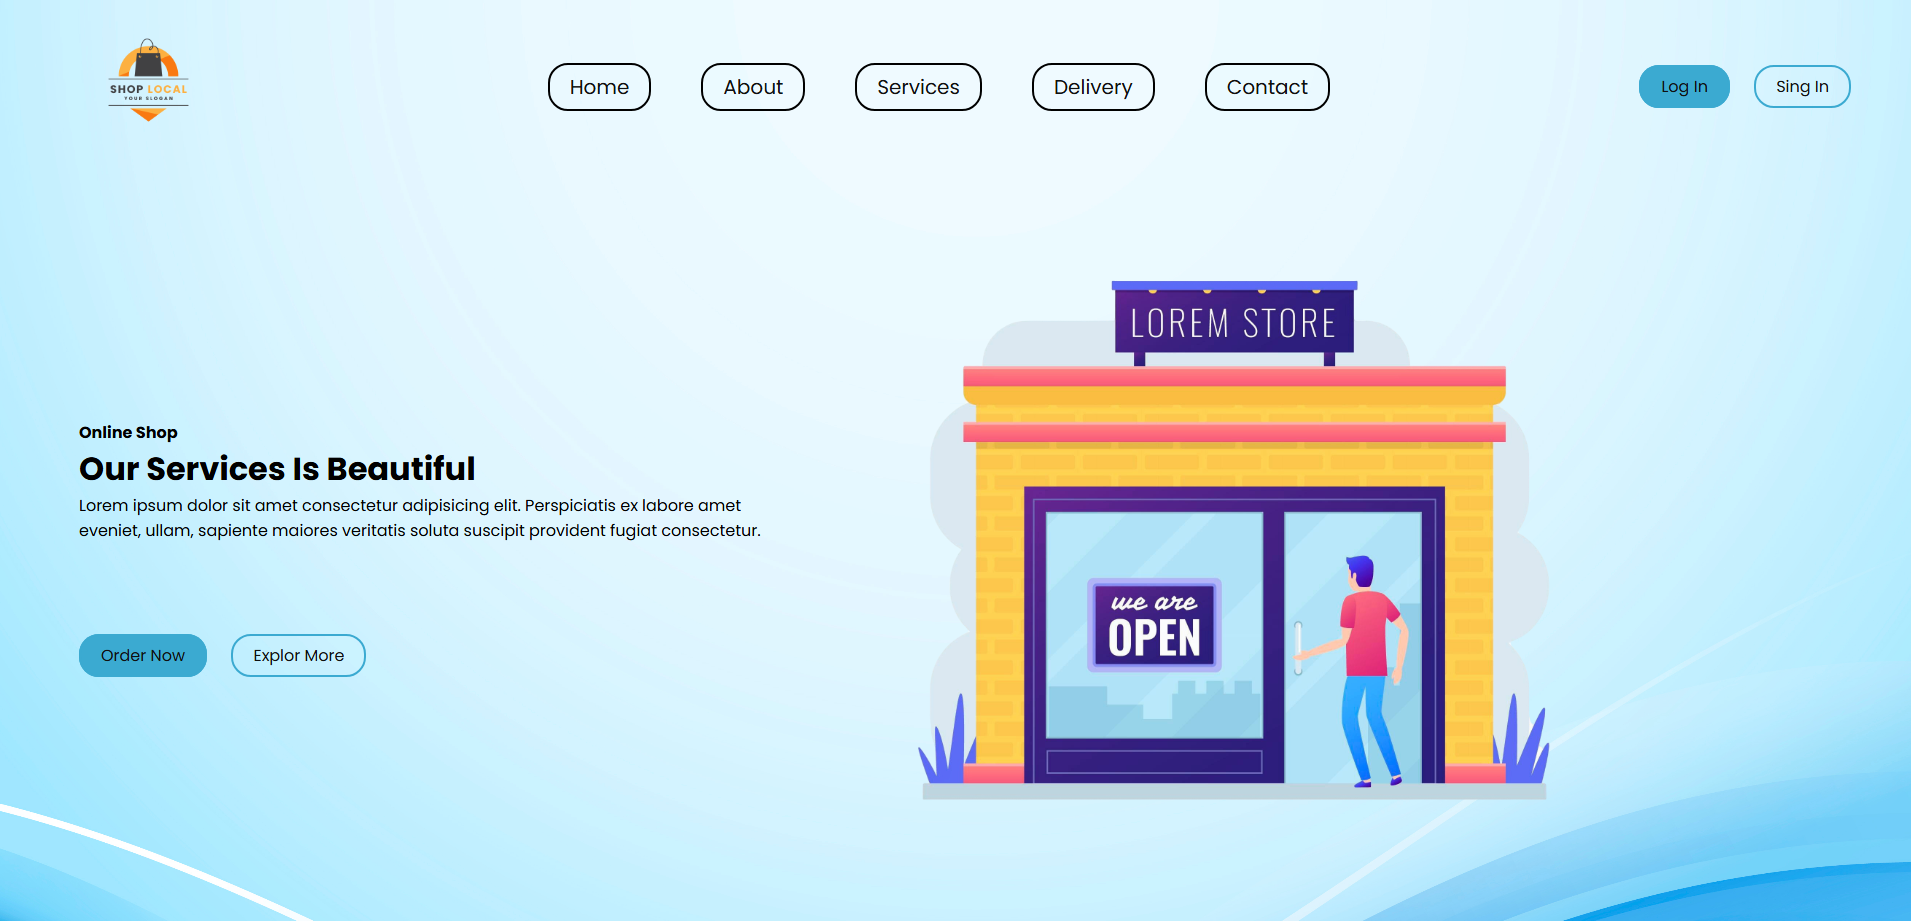 SHOP LOCAL
YOUR SLOGAN
Home
About
Services
Delivery
Contact
Log In
Sing In
LOREM STORE
Online Shop
Our Services Is Beautiful
Lorem ipsum dolor sit amet consectetur adipisicing elit. Perspiciatis ex labore amet
eveniet, ullam, sapiente maiores veritatis soluta suscipit provident fugiat consectetur.
we are
OPEN
Order Now
Explor More